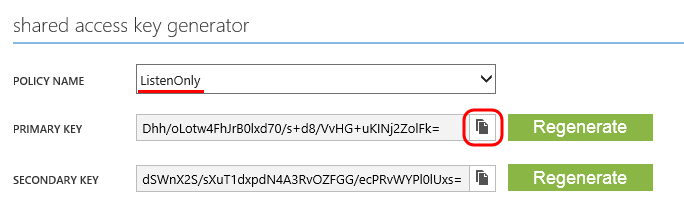 shared access key generator
POLICY NAME
ListenOnly
PRIMARY KEY
Dhh/oLotw4FhJrB0lxd70/s+d8/VvHG+uKINj2ZolFk=
Regenerate
SECONDARY KEY
dSWnX2S/sXuT1dxpdN4A3RvOZFGG/ecPRvWYPl0lUxs=
Regenerate